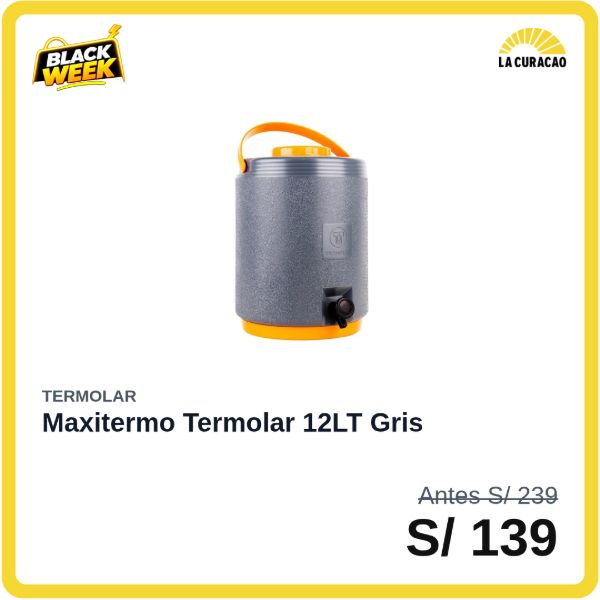 BLACK
WEEK
LA CURACAO
TERMOLAR
Maxitermo Termolar 12LT Gris
Antes S/ 239
S/ 139